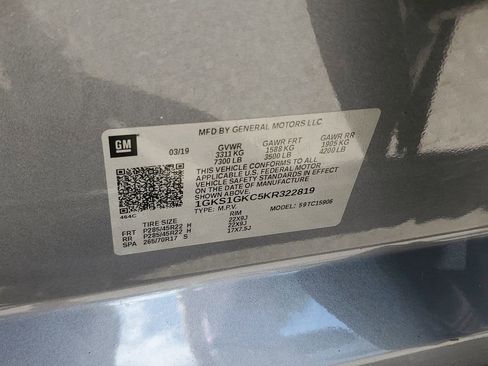 MFD BY GENERAL MOTORS LLC
GM 03/19 GVWR GAWR FRT GAWR RR
3311 KG 1588 KG 1905 KG
7300 LB 3500 LB 4200 LB
THIS VEHICLE CONFORMS TO ALL
APPLICABLE U.S. FEDERAL MOTOR
VEHICLE SAFETY STANDARDS IN EFFECT
ON THE DATE OF MANUFACTURE
SHOWN ABOVE.
1GKS1GKC5KR322819
464C TYPE: M.P.V. 59TC15906
TIRE SIZE RIM
FRT P285/45R22 H 22X9J
RR P285/45R22 H 22X9J
SPA 265/70R17 S 17X7.5J